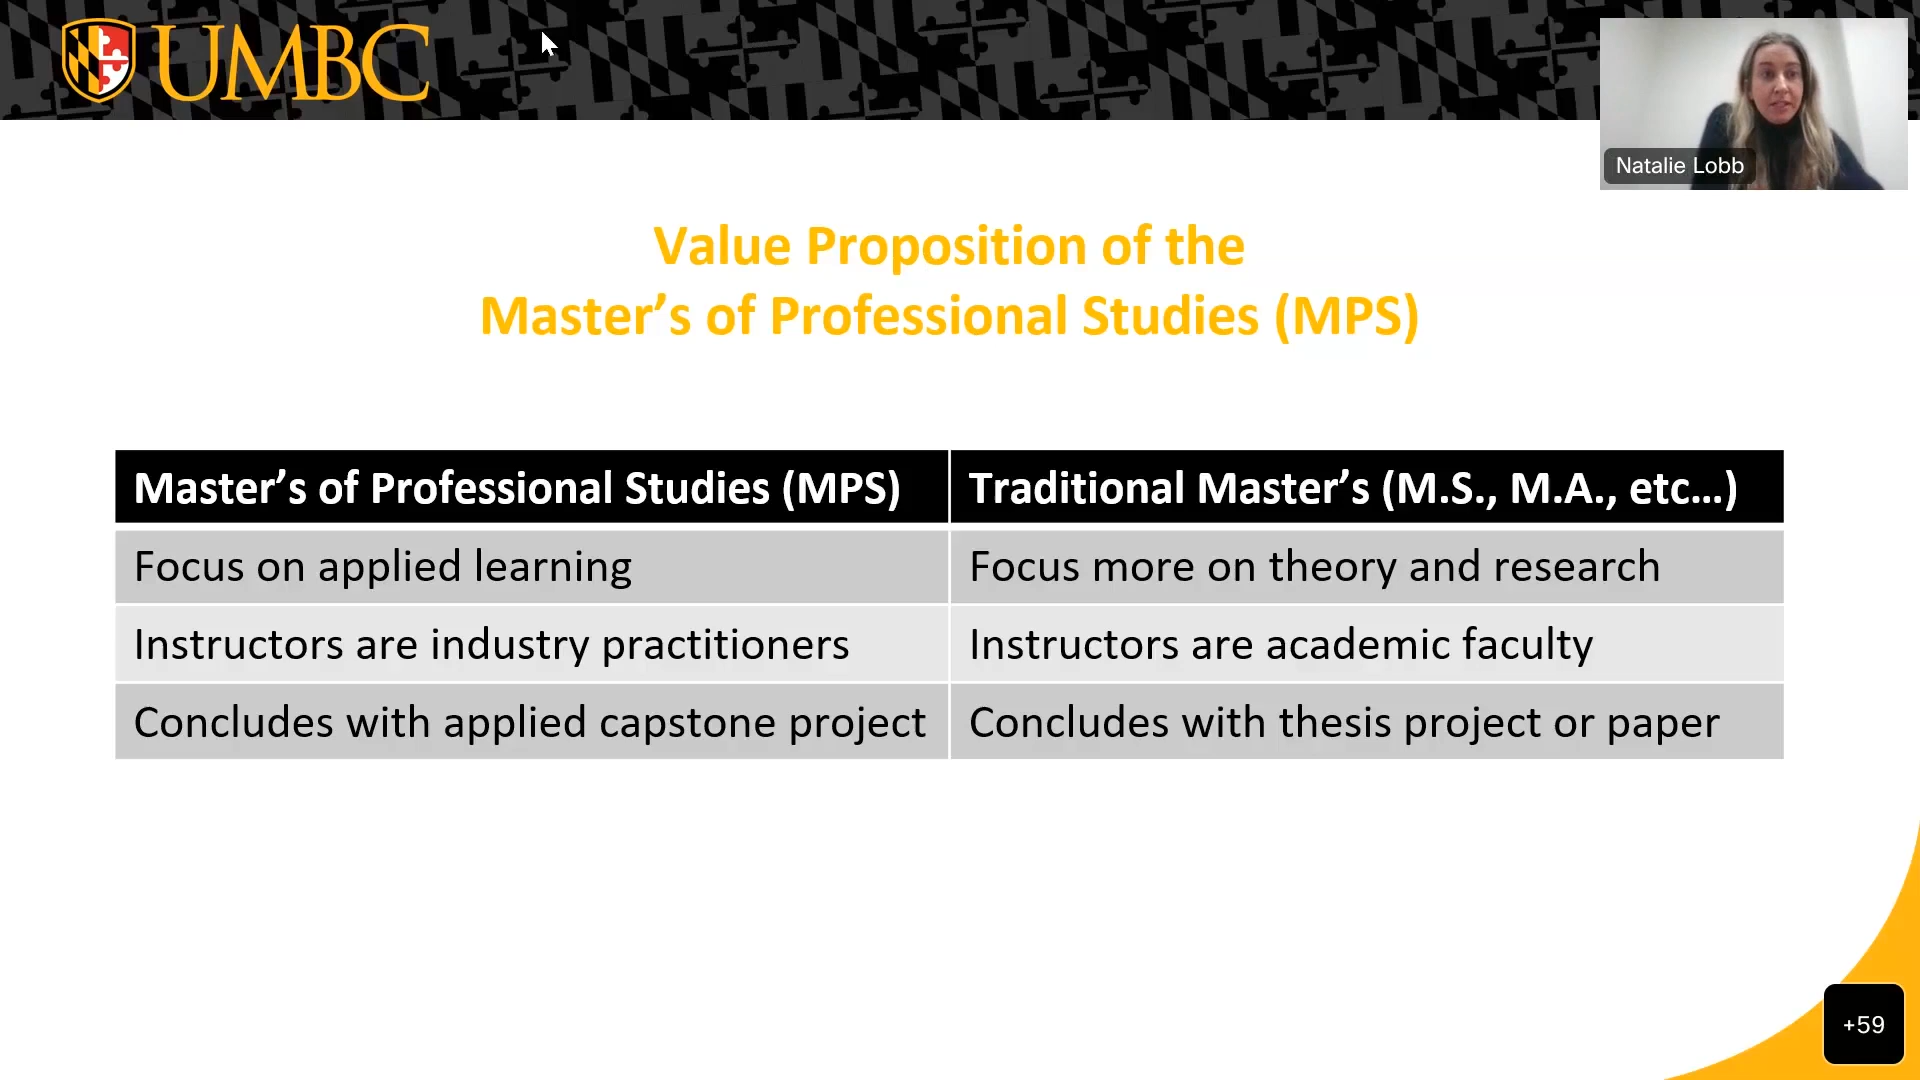 UMBC
Natalie Lobb
Value Proposition of the
Master’s of Professional Studies (MPS)
Master’s of Professional Studies (MPS)
Traditional Master’s (M.S., M.A., etc...)
Focus on applied learning
Focus more on theory and research
Instructors are industry practitioners
Instructors are academic faculty
Concludes with applied capstone project
Concludes with thesis project or paper
+59